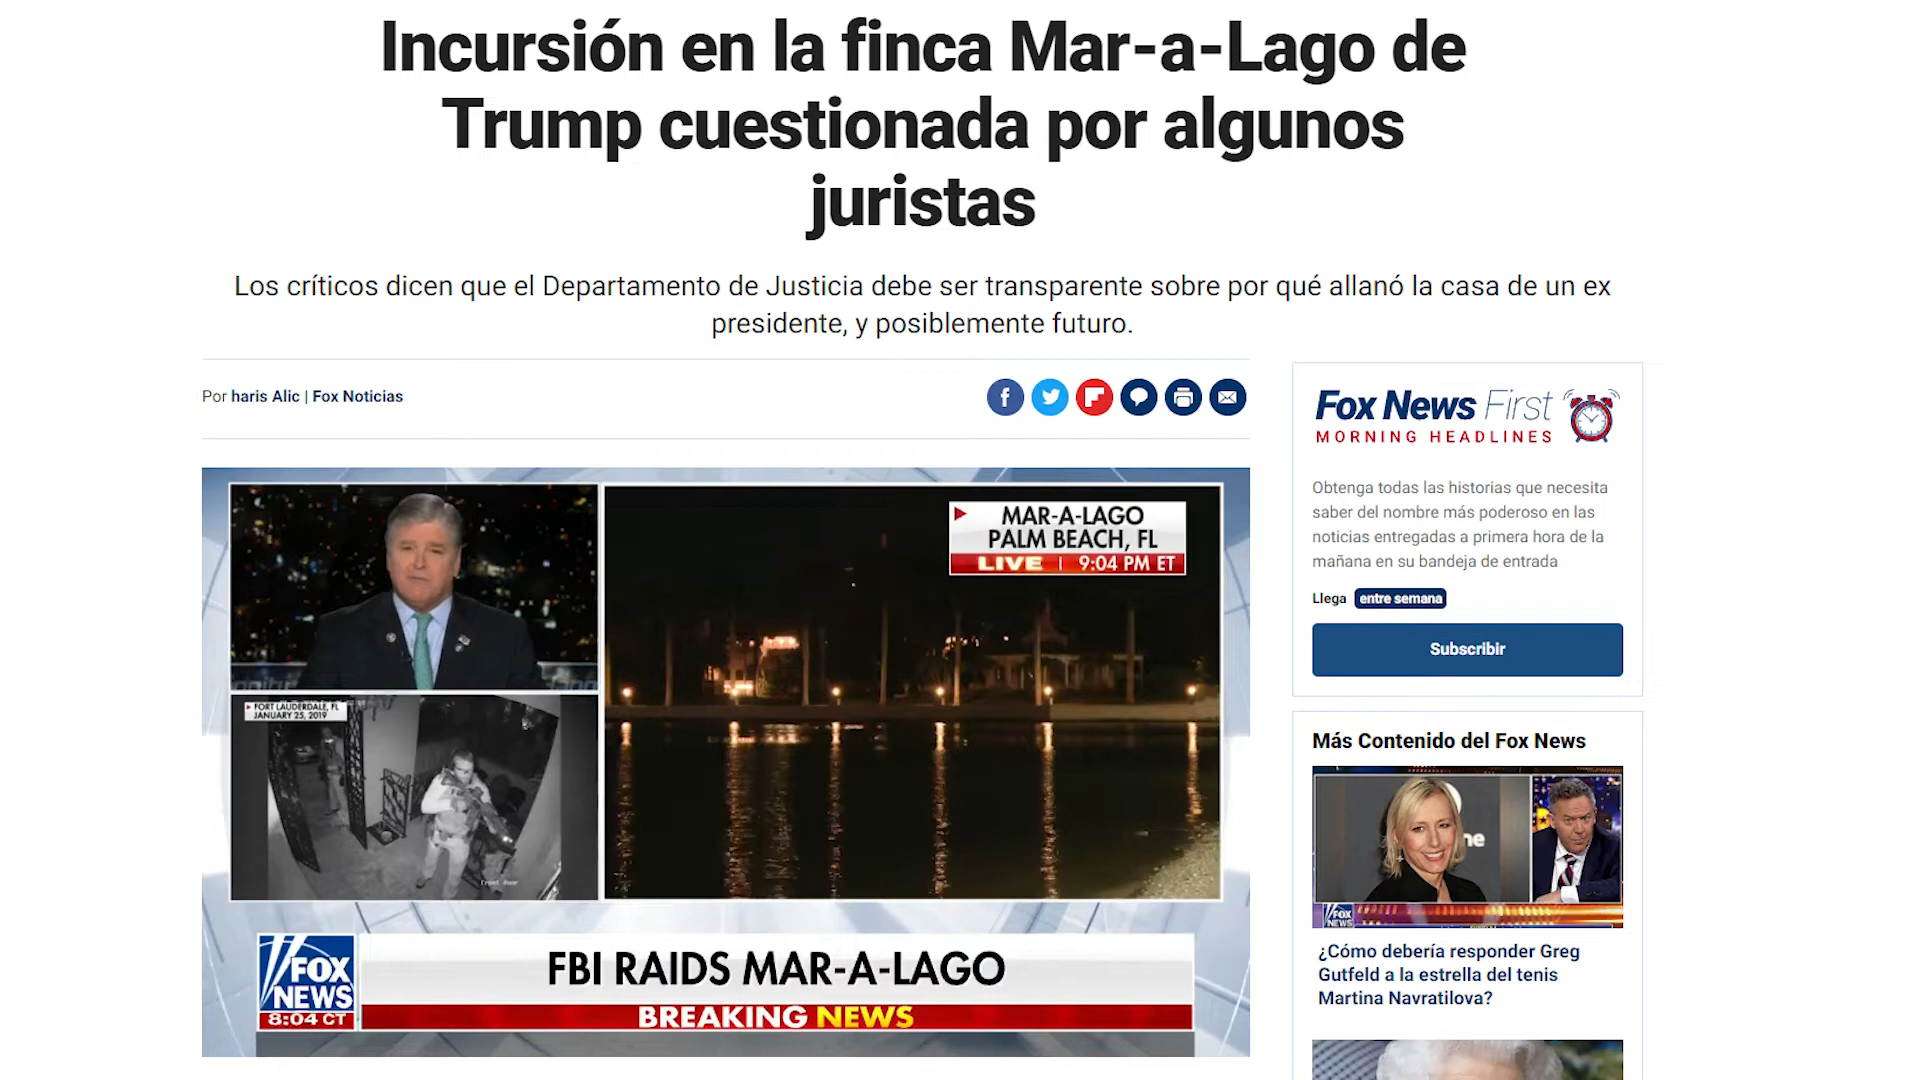 Incursión en la finca Mar-a-Lago de
Trump cuestionada por algunos
juristas
Los críticos dicen que el Departamento de Justicia debe ser transparente sobre por qué allanó la casa de un ex
presidente, y posiblemente futuro.
Por haris Alic | Fox Noticias
MAR-A-LAGO
PALM BEACH, FL
LIVE | 9:04 PM ET
FORT LAUDERDALE, FL
JANUARY 25, 2019
front door
FOX
NEWS
8:04 CT
FBI RAIDS MAR-A-LAGO
BREAKING NEWS
Fox News First
MORNING HEADLINES
Obtenga todas las historias que necesita
saber del nombre más poderoso en las
noticias entregadas a primera hora de la
mañana en su bandeja de entrada
Llega entre semana
Subscribir
Más Contenido del Fox News
FOX
NEWS
¿Cómo debería responder Greg
Gutfeld a la estrella del tenis
Martina Navratilova?